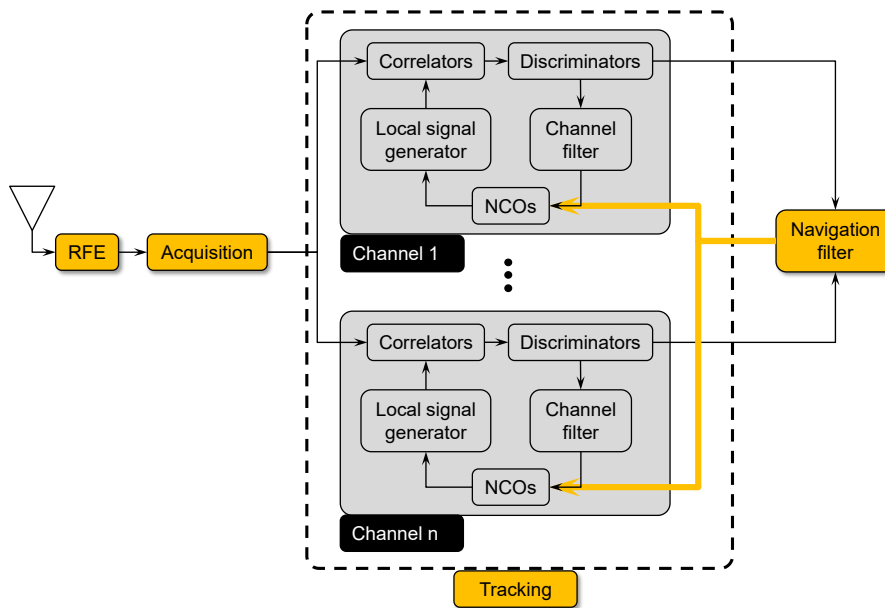 Correlators
Discriminators
Local signal
generator
Channel
filter
NCOs
Channel 1
RFE
Acquisition
Navigation
filter
Correlators
Discriminators
Local signal
generator
Channel
filter
NCOs
Channel n
Tracking